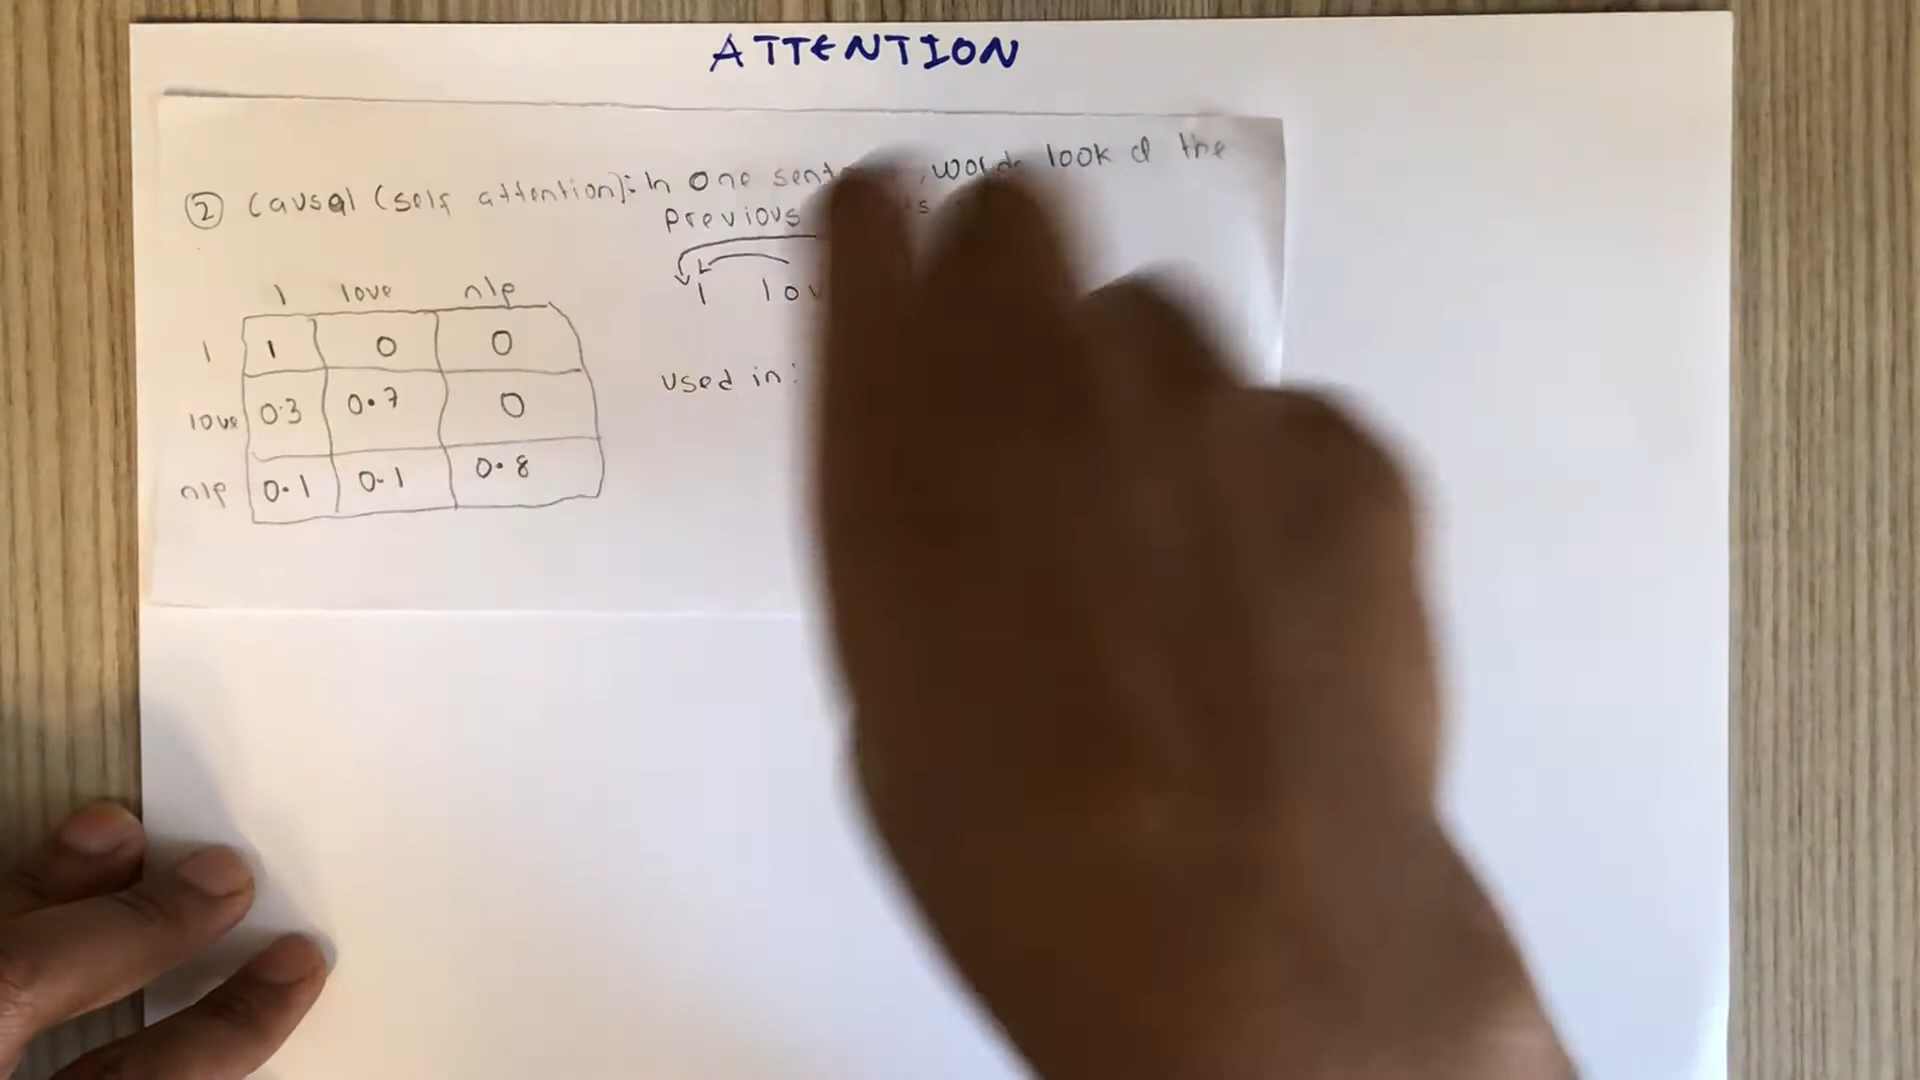 ATTENTION
② Causal (self attention): In one look at the
previous
I love nlp
I 1 0 0
love 0.3 0.7 0
nlp 0.1 0.1 0.8
I
used in: